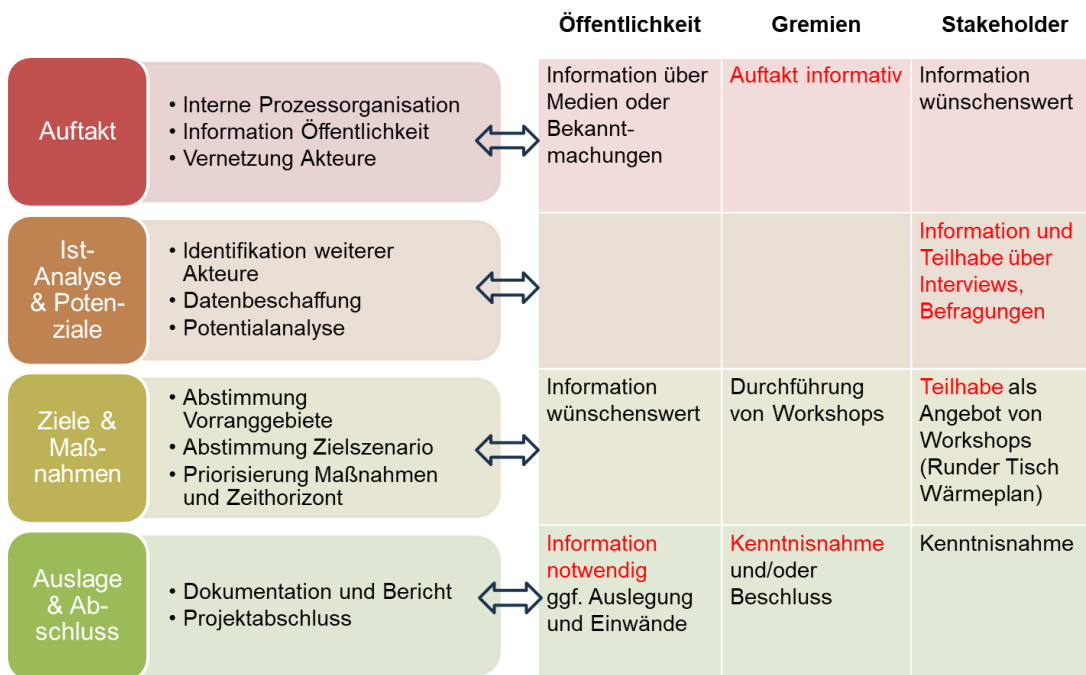 Öffentlichkeit
Gremien
Stakeholder
Auftakt
• Interne Prozessorganisation
• Information Öffentlichkeit
• Vernetzung Akteure
Information über
Medien oder
Bekannt-
machungen
Auftakt informativ
Information
wünschenswert
Ist-
Analyse
& Poten-
ziale
• Identifikation weiterer
Akteure
• Datenbeschaffung
• Potentialanalyse
Information und
Teilhabe über
Interviews,
Befragungen
Ziele &
Maß-
nahmen
• Abstimmung
Vorranggebiete
• Abstimmung Zielszenario
• Priorisierung Maßnahmen
und Zeithorizont
Information
wünschenswert
Durchführung
von Workshops
Teilhabe als
Angebot von
Workshops
(Runder Tisch
Wärmeplan)
Auslage
& Ab-
schluss
• Dokumentation und Bericht
• Projektabschluss
Information
notwendig
ggf. Auslegung
und Einwände
Kenntnisnahme
und/oder
Beschluss
Kenntnisnahme